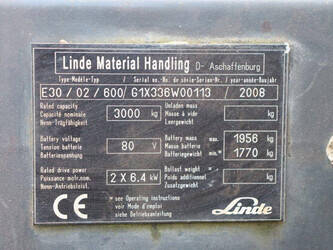 Linde Material Handling D- Aschaffenburg
Type-Modèle-Typ / Serial no.-No. de série-Serien-Nr. / year-année-Baujahr
E30 / 02 / 600 / G1X336W00113 / 2008
Rated capacity
Capacité nominale 3000 kg
Nenn-Tragfähigkeit
Unladen mass
Masse à vide kg
Leergewicht
Battery voltage
Tension batterie 80 V
Batteriespannung
Battery mass max 1956 kg
Masse batterie
Batteriegewicht min 1770 kg
Rated drive power
Puissance motr.nom. 2 X 6.4 kW
Nenn-Antriebsleist.
Ballast weight
Poids additionnel kg
Zusatzgewicht
CE
see Operating instructions
voir Mode d'emploi
siehe Betriebsanleitung
Linde